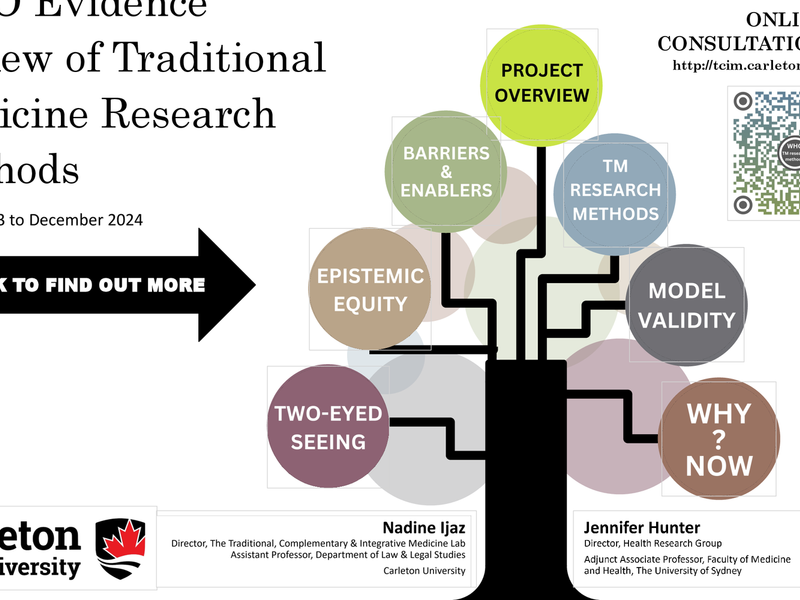 O Evidence
ew of Traditional
icine Research
hods
3 to December 2024
K TO FIND OUT MORE
ONLI
CONSULTATIO
http://tcim.carleton
PROJECT
OVERVIEW
BARRIERS
&
ENABLERS
TM
RESEARCH
METHODS
EPISTEMIC
EQUITY
MODEL
VALIDITY
TWO-EYED
SEEING
WHY
?
NOW
eton
iversity
Nadine Ijaz
Director, The Traditional, Complementary & Integrative Medicine Lab
Assistant Professor, Department of Law & Legal Studies
Carleton University
Jennifer Hunter
Director, Health Research Group
Adjunct Associate Professor, Faculty of Medicine
and Health, The University of Sydney